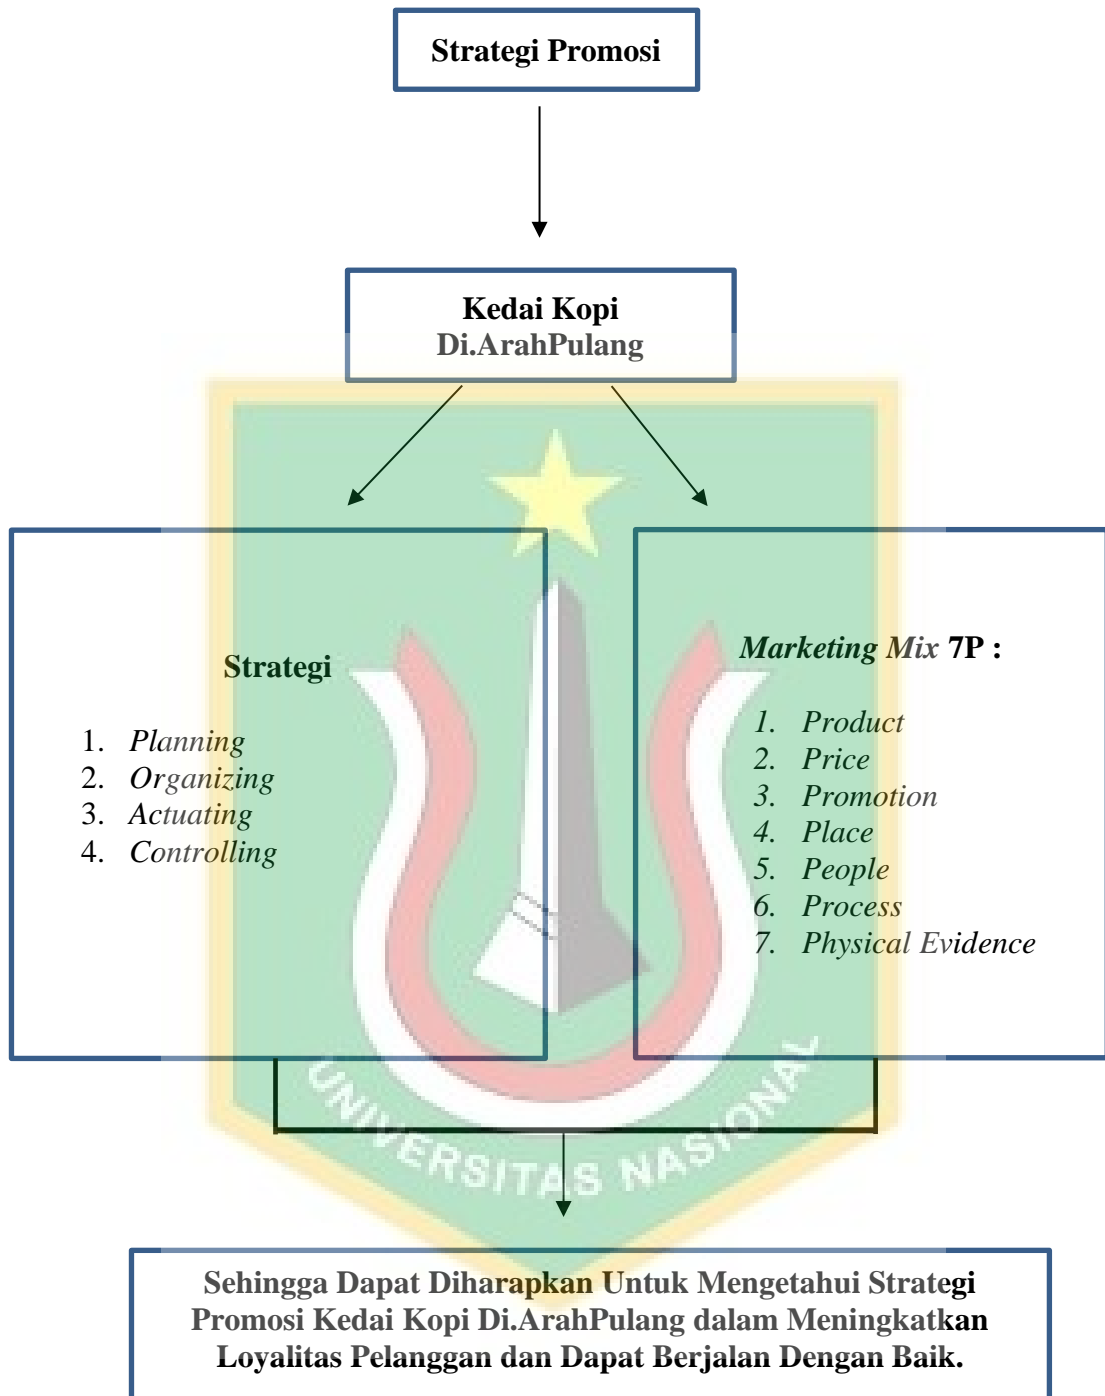 Strategi Promosi
Kedai Kopi
Di.ArahPulang
Strategi
1. Planning
2. Organizing
3. Actuating
4. Controlling
Marketing Mix 7P :
1. Product
2. Price
3. Promotion
4. Place
5. People
6. Process
7. Physical Evidence
UNIVERSITAS NASIONAL
Sehingga Dapat Diharapkan Untuk Mengetahui Strategi
Promosi Kedai Kopi Di.ArahPulang dalam Meningkatkan
Loyalitas Pelanggan dan Dapat Berjalan Dengan Baik.